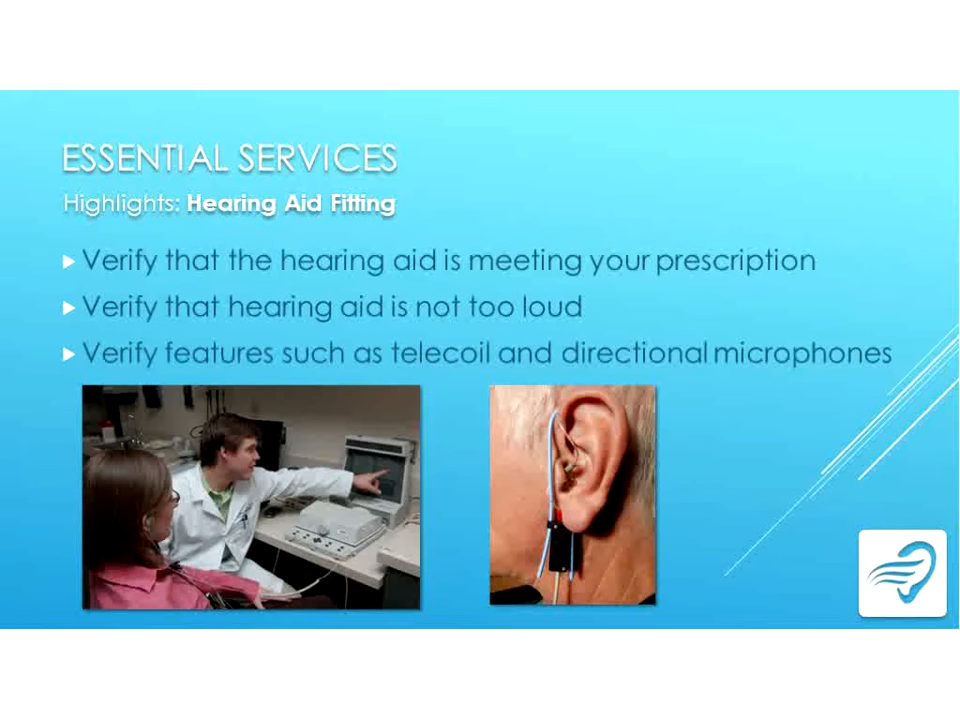 ESSENTIAL SERVICES
Highlights: Hearing Aid Fitting
Verify that the hearing aid is meeting your prescription
Verify that hearing aid is not too loud
Verify features such as telecoil and directional microphones